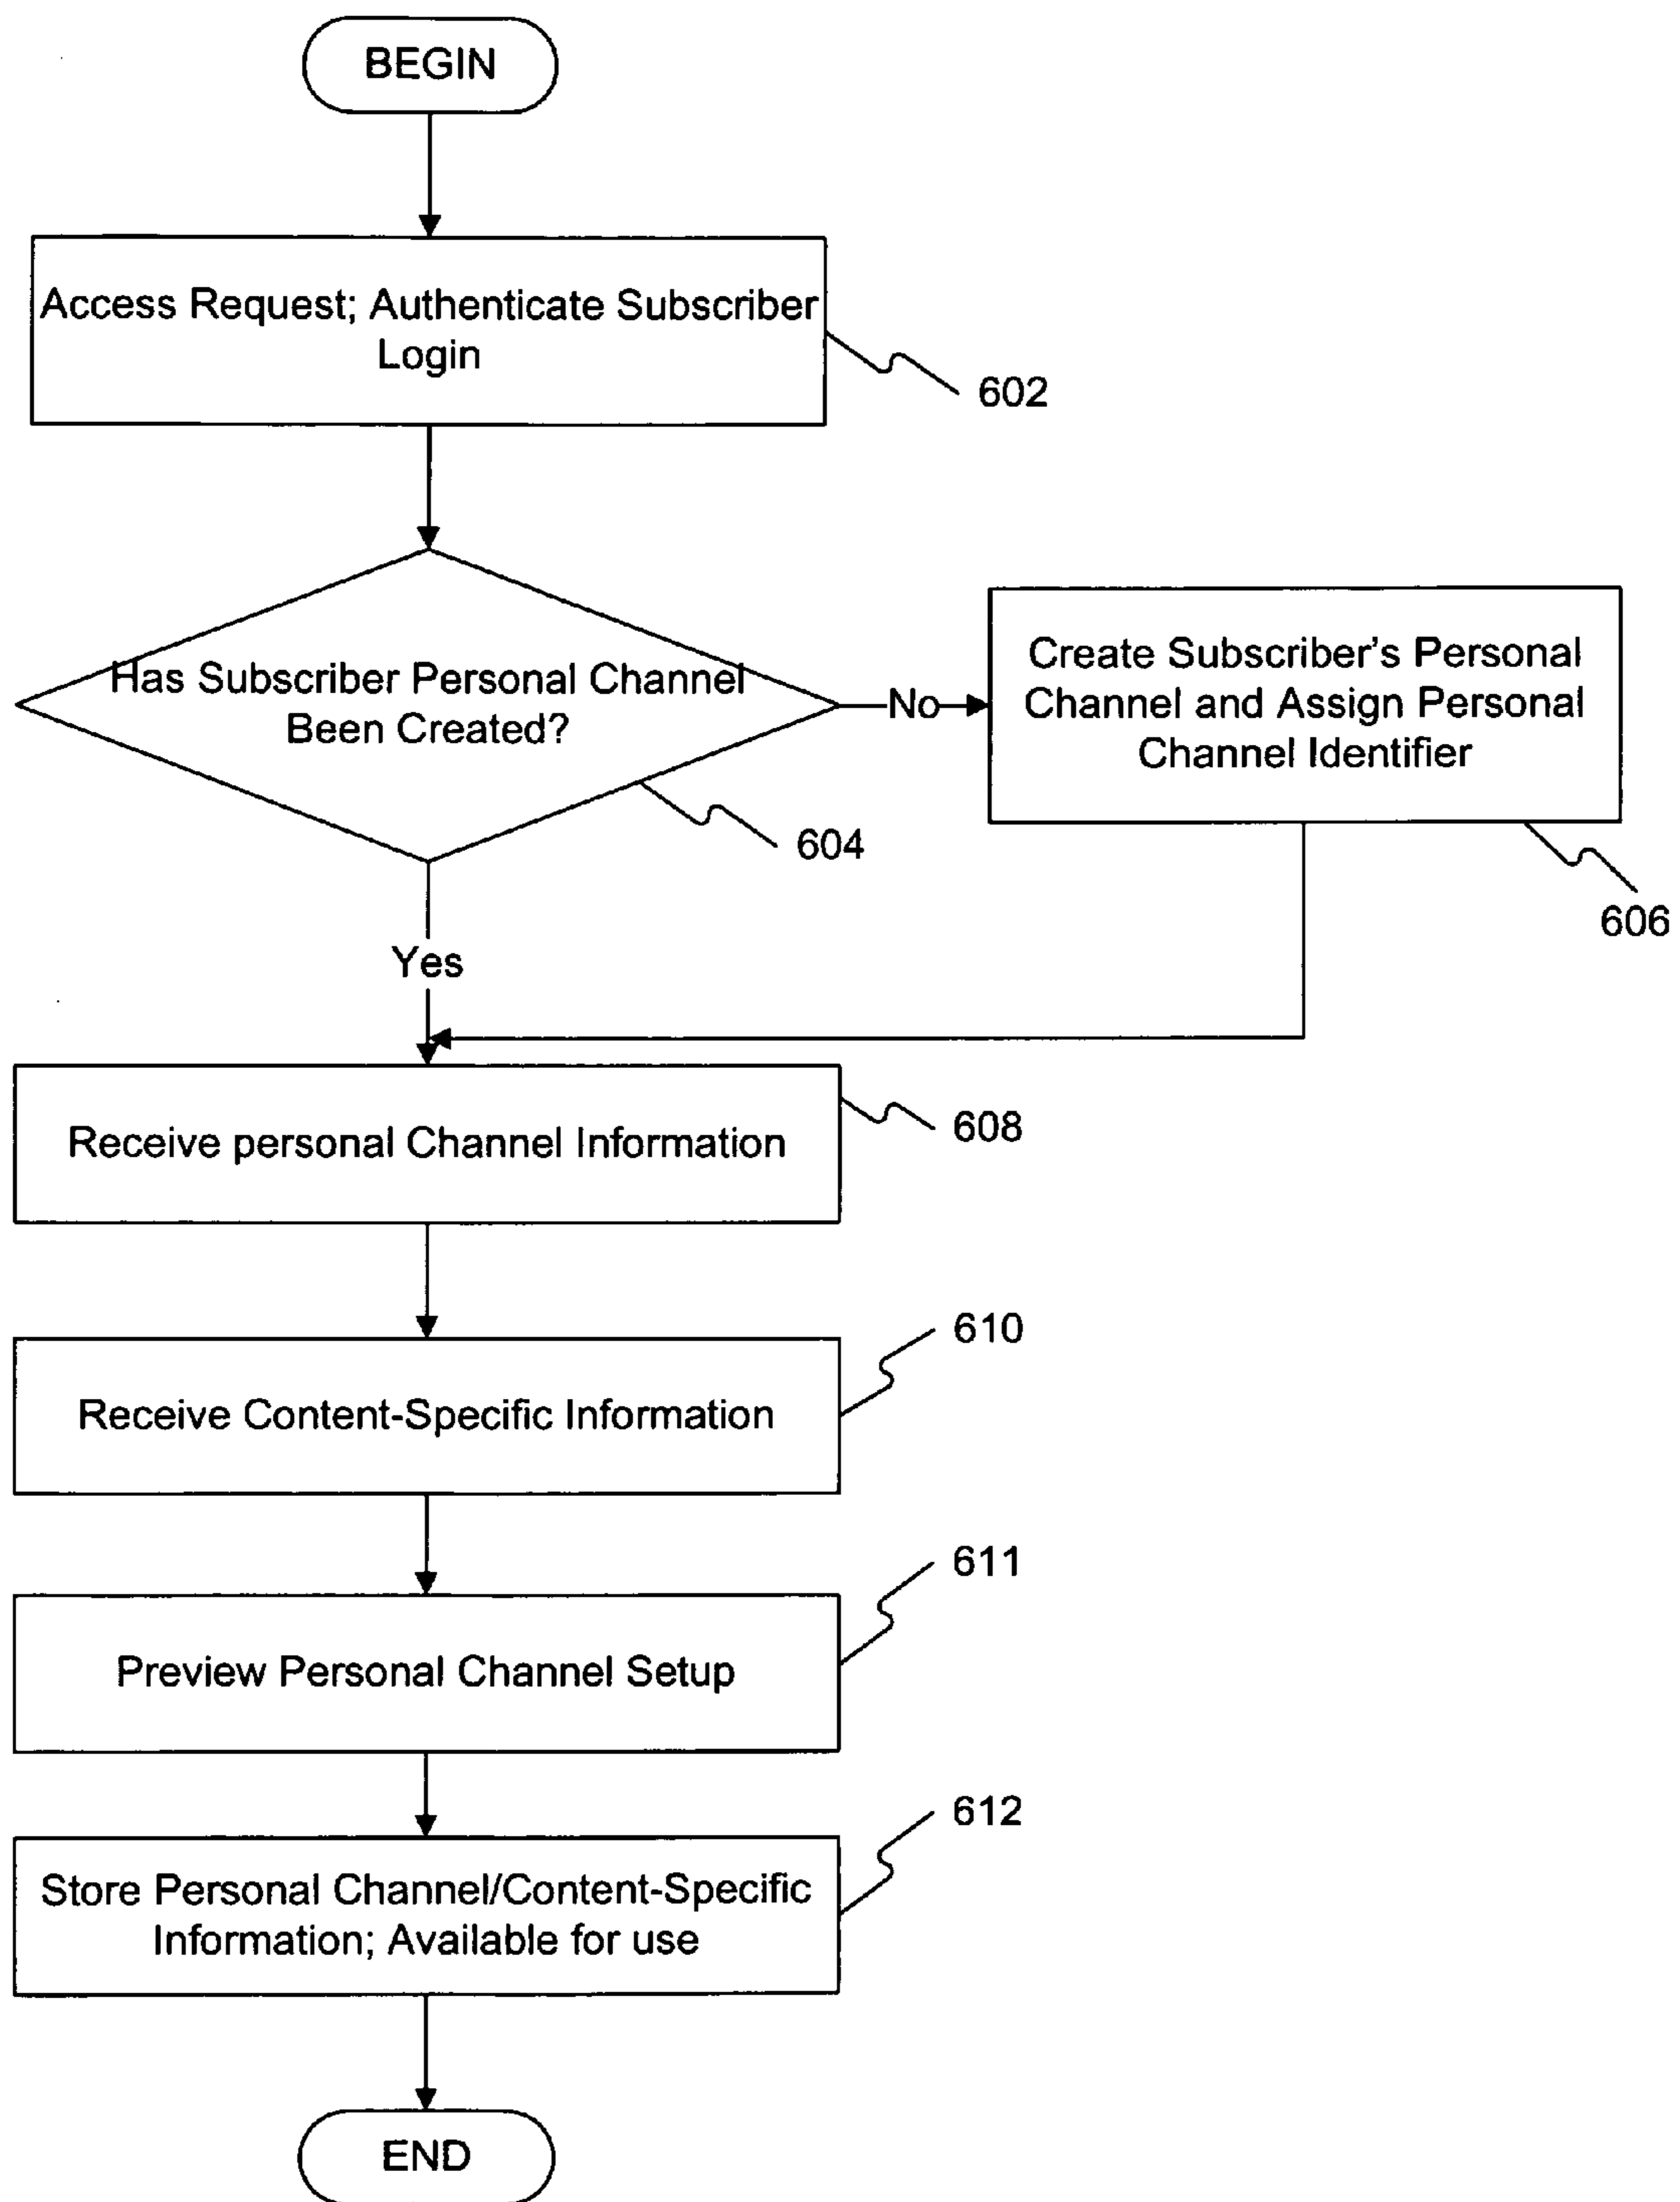 BEGIN
Access Request; Authenticate Subscriber
Login
602
Has Subscriber Personal Channel
Been Created?
604
No
Create Subscriber's Personal
Channel and Assign Personal
Channel Identifier
606
Yes
Receive personal Channel Information
608
Receive Content-Specific Information
610
Preview Personal Channel Setup
611
Store Personal Channel/Content-Specific
Information; Available for use
612
END